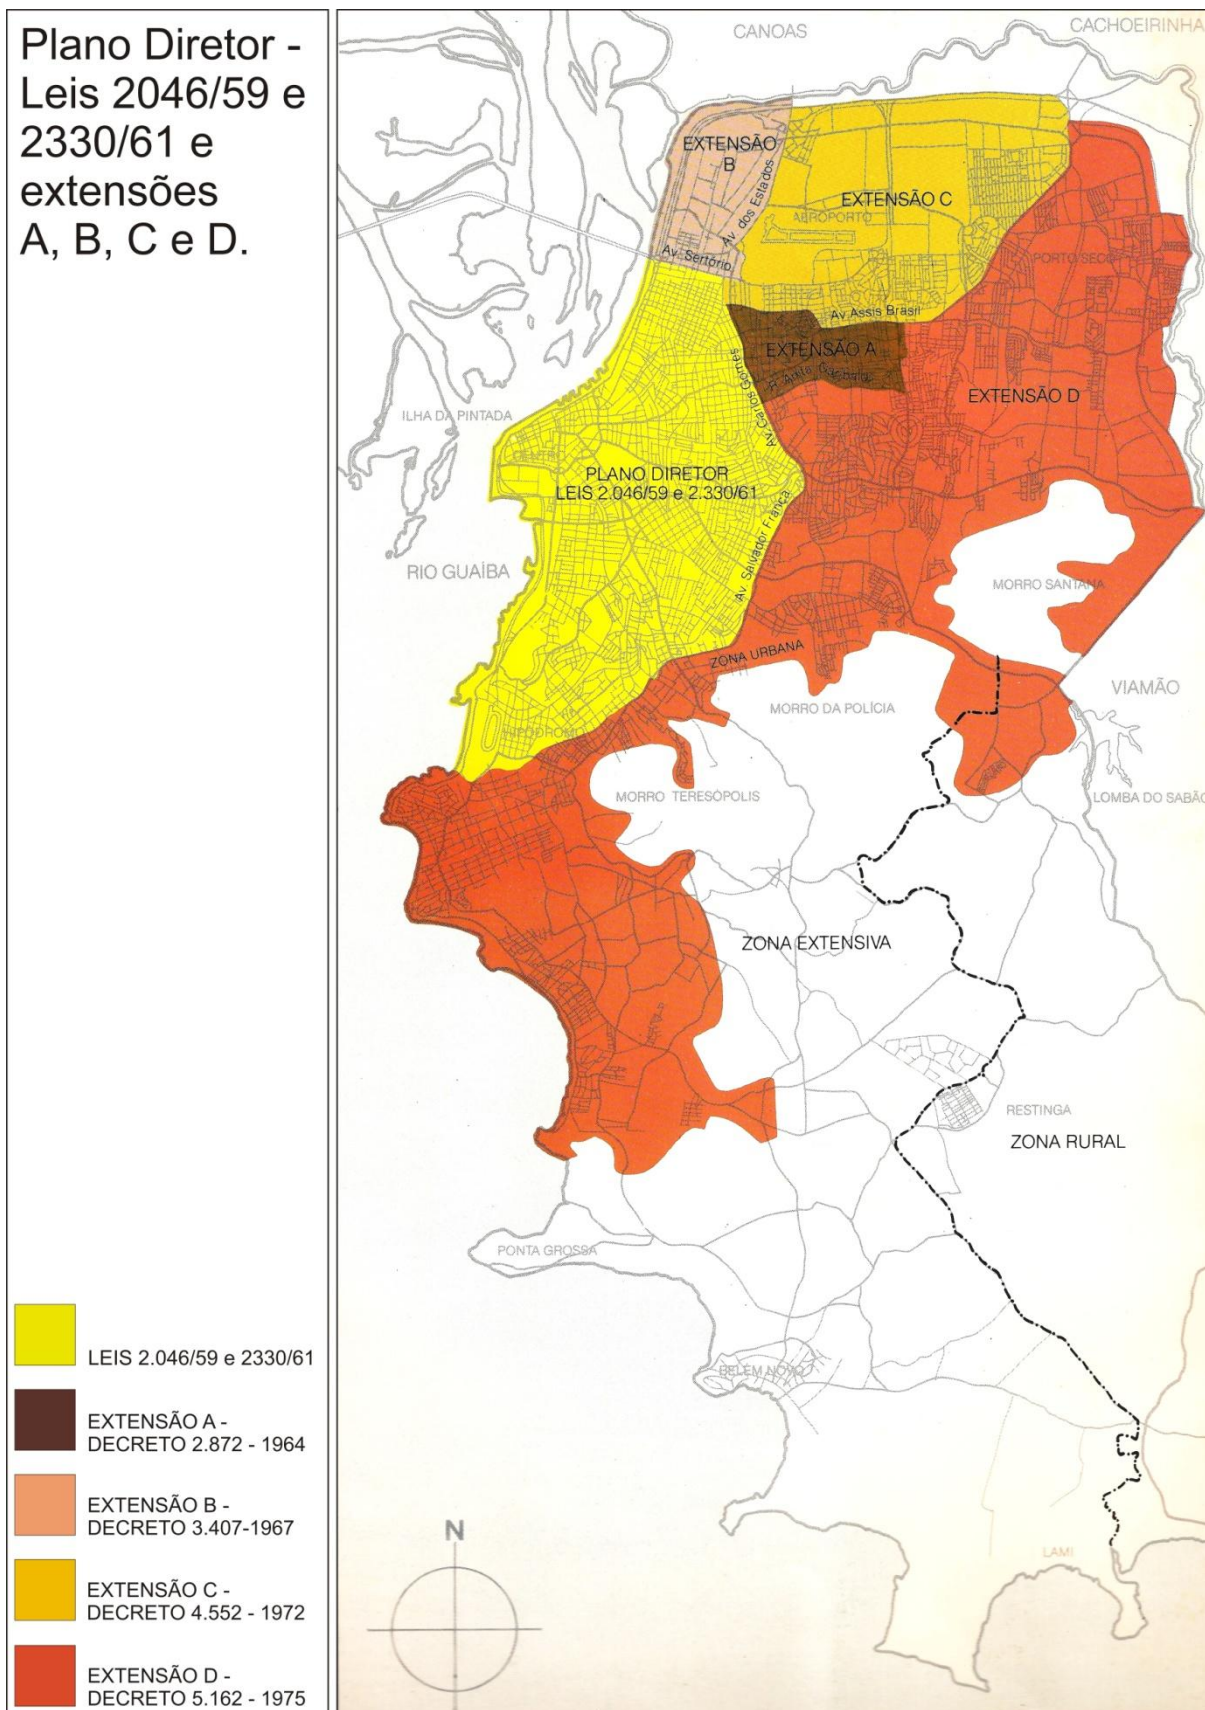 Plano Diretor -
Leis 2046/59 e
2330/61 e
extensões
A, B, C e D.
LEIS 2.046/59 e 2330/61
EXTENSÃO A -
DECRETO 2.872 - 1964
EXTENSÃO B -
DECRETO 3.407-1967
EXTENSÃO C -
DECRETO 4.552 - 1972
EXTENSÃO D -
DECRETO 5.162 - 1975
CANOAS
CACHOEIRINHA
EXTENSÃO
B
Av. dos Estados
EXTENSÃO C
AEROPORTO
Av. Sertório
PORTO SECO
Av Assis Brasil
EXTENSÃO A
Av. Carlos Gomes
EXTENSÃO D
ILHA DA PINTADA
CENTRO
PLANO DIRETOR
LEIS 2.046/59 e 2.330/61
Av. Salvador França
RIO GUAÍBA
MORRO SANTANA
ZONA URBANA
VIAMÃO
MORRO DA POLÍCIA
HIPÓDROMO
MORRO TERESÓPOLIS
LOMBA DO SABÃO
ZONA EXTENSIVA
RESTINGA
ZONA RURAL
PONTA GROSSA
BELÉM NOVO
N
LAMI